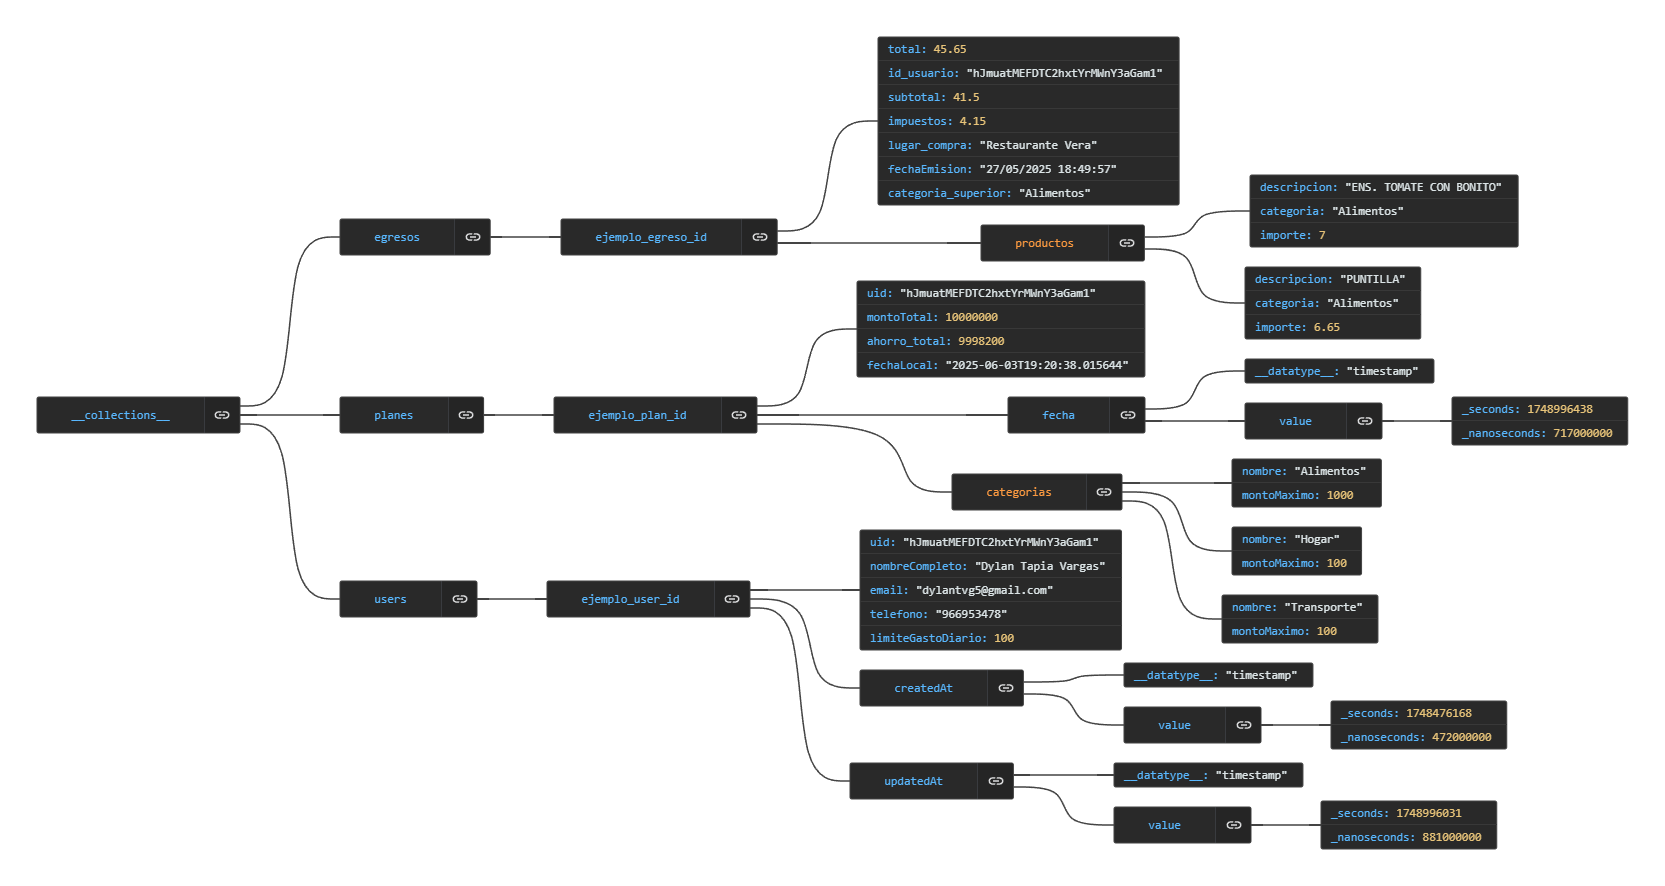 __collections__
egresos
ejemplo_egreso_id
total: 45.65
id_usuario: "hJmuatMEFDTC2hxtYrMWnY3aGam1"
subtotal: 41.5
impuestos: 4.15
lugar_compra: "Restaurante Vera"
fechaEmision: "27/05/2025 18:49:57"
categoria_superior: "Alimentos"
productos
descripcion: "ENS. TOMATE CON BONITO"
categoria: "Alimentos"
importe: 7
descripcion: "PUNTILLA"
categoria: "Alimentos"
importe: 6.65
planes
ejemplo_plan_id
uid: "hJmuatMEFDTC2hxtYrMWnY3aGam1"
montoTotal: 10000000
ahorro_total: 9998200
fechaLocal: "2025-06-03T19:20:38.015644"
fecha
__datatype__: "timestamp"
value
_seconds: 1748996438
_nanoseconds: 717000000
categorias
nombre: "Alimentos"
montoMaximo: 1000
nombre: "Hogar"
montoMaximo: 100
nombre: "Transporte"
montoMaximo: 100
users
ejemplo_user_id
uid: "hJmuatMEFDTC2hxtYrMWnY3aGam1"
nombreCompleto: "Dylan Tapia Vargas"
email: "dylantvg5@gmail.com"
telefono: "966953478"
limiteGastoDiario: 100
createdAt
__datatype__: "timestamp"
value
_seconds: 1748476168
_nanoseconds: 472000000
updatedAt
__datatype__: "timestamp"
value
_seconds: 1748996031
_nanoseconds: 881000000